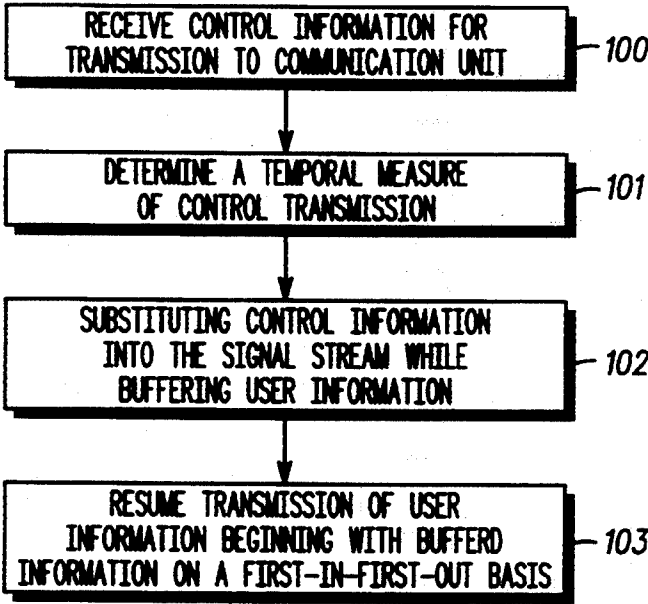 RECEIVE CONTROL INFORMATION FOR
TRANSMISSION TO COMMUNICATION UNIT
100
DETERMINE A TEMPORAL MEASURE
OF CONTROL TRANSMISSION
101
SUBSTITUTING CONTROL INFORMATION
INTO THE SIGNAL STREAM WHILE
BUFFERING USER INFORMATION
102
RESUME TRANSMISSION OF USER
INFORMATION BEGINNING WITH BUFFERD
INFORMATION ON A FIRST-IN-FIRST-OUT BASIS
103